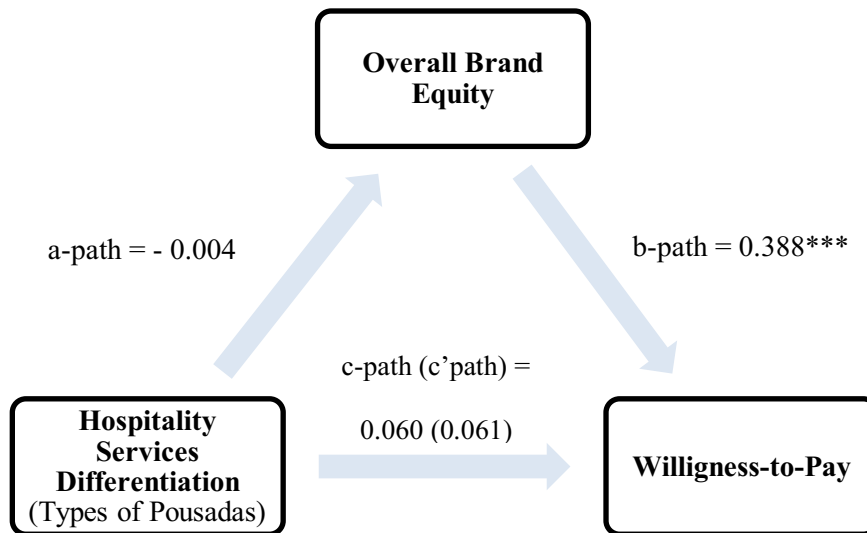 Overall Brand
Equity
a-path = - 0.004
b-path = 0.388***
c-path (c’path) =
0.060 (0.061)
Hospitality
Services
Differentiation
(Types of Pousadas)
Willigness-to-Pay